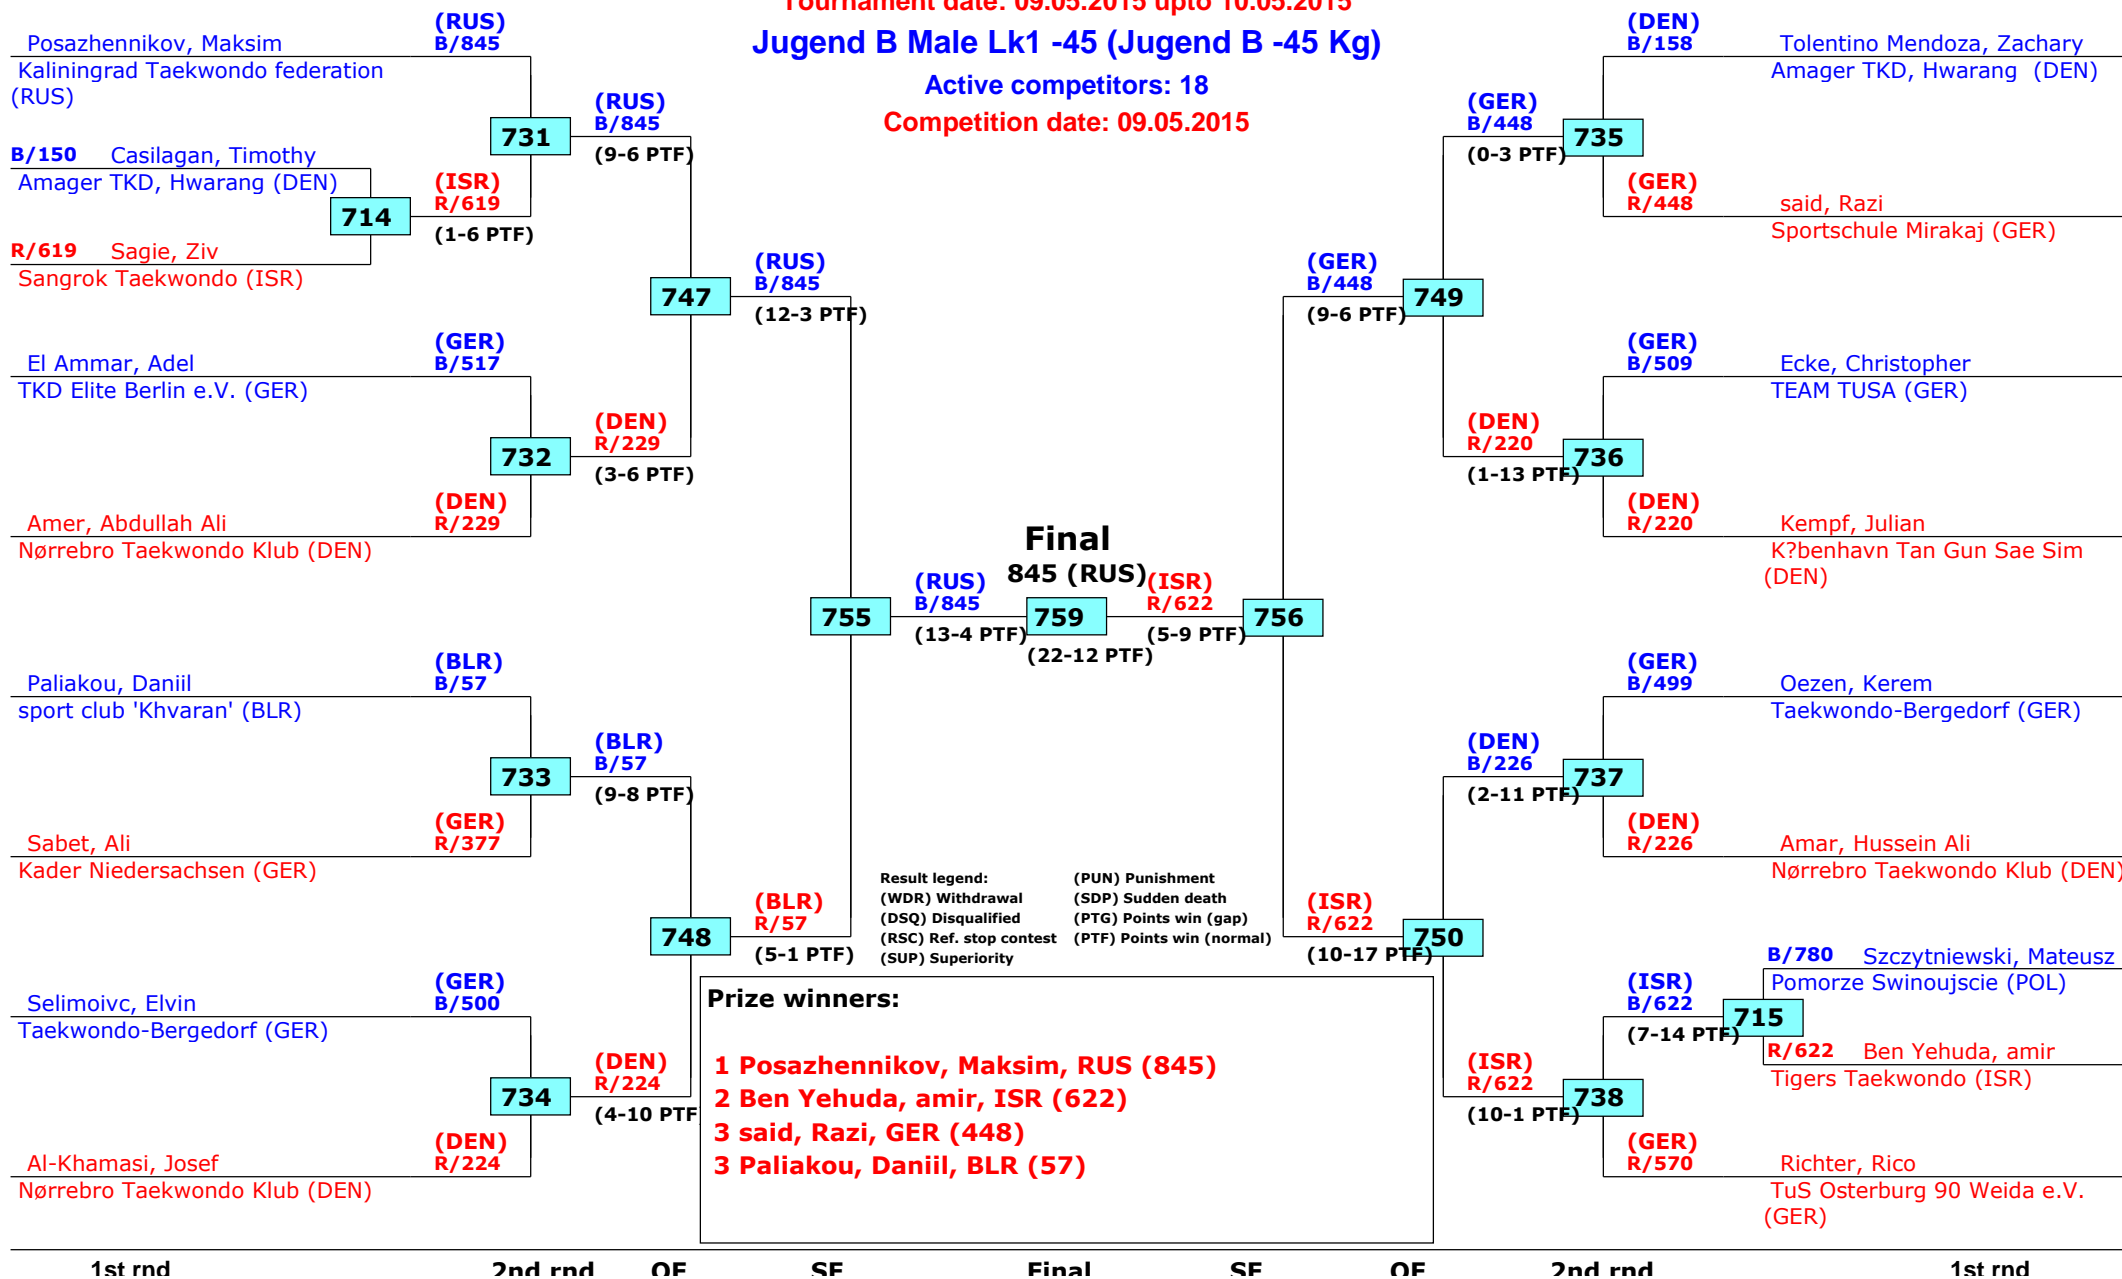 Tournament date: 09.05.2015 upto 10.05.2015
Jugend B Male Lk1 -45 (Jugend B -45 Kg)
Active competitors: 18
Competition date: 09.05.2015
Posazhennikov, Maksim
Kaliningrad Taekwondo federation
(RUS)
(RUS)
B/845
B/150 Casilagan, Timothy
Amager TKD, Hwarang (DEN)
714
R/619 Sagie, Ziv
Sangrok Taekwondo (ISR)
(ISR)
R/619
(1-6 PTF)
731
(RUS)
B/845
(9-6 PTF)
El Ammar, Adel
TKD Elite Berlin e.V. (GER)
(GER)
B/517
732
(DEN)
R/229
(3-6 PTF)
Amer, Abdullah Ali
Nørrebro Taekwondo Klub (DEN)
(DEN)
R/229
747
(RUS)
B/845
(12-3 PTF)
Paliakou, Daniil
sport club 'Khvaran' (BLR)
(BLR)
B/57
733
(BLR)
B/57
(9-8 PTF)
Sabet, Ali
Kader Niedersachsen (GER)
(GER)
R/377
748
(BLR)
R/57
(5-1 PTF)
Selimoivc, Elvin
Taekwondo-Bergedorf (GER)
(GER)
B/500
734
(DEN)
R/224
(4-10 PTF
Al-Khamasi, Josef
Nørrebro Taekwondo Klub (DEN)
(DEN)
R/224
755
(RUS)
B/845
(13-4 PTF)
Final
845 (RUS)
759
(22-12 PTF)
(ISR)
R/622
(5-9 PTF)
756
(DEN)
B/158
Tolentino Mendoza, Zachary
Amager TKD, Hwarang (DEN)
(GER)
B/448
(0-3 PTF)
735
(GER)
R/448
said, Razi
Sportschule Mirakaj (GER)
(GER)
B/448
(9-6 PTF)
749
(GER)
B/509
Ecke, Christopher
TEAM TUSA (GER)
(DEN)
R/220
(1-13 PTF)
736
(DEN)
R/220
Kempf, Julian
K?benhavn Tan Gun Sae Sim
(DEN)
(GER)
B/499
Oezen, Kerem
Taekwondo-Bergedorf (GER)
(DEN)
B/226
(2-11 PTF)
737
(DEN)
R/226
Amar, Hussein Ali
Nørrebro Taekwondo Klub (DEN)
(ISR)
R/622
(10-17 PTF)
750
B/780 Szczytniewski, Mateusz
Pomorze Swinoujscie (POL)
(ISR)
B/622
(7-14 PTF)
715
R/622 Ben Yehuda, amir
Tigers Taekwondo (ISR)
(ISR)
R/622
(10-1 PTF)
738
(GER)
R/570
Richter, Rico
TuS Osterburg 90 Weida e.V.
(GER)
Result legend: (PUN) Punishment
(WDR) Withdrawal (SDP) Sudden death
(DSQ) Disqualified (PTG) Points win (gap)
(RSC) Ref. stop contest (PTF) Points win (normal)
(SUP) Superiority
Prize winners:
1 Posazhennikov, Maksim, RUS (845)
2 Ben Yehuda, amir, ISR (622)
3 said, Razi, GER (448)
3 Paliakou, Daniil, BLR (57)
1st rnd 2nd rnd QF SF Final SF QF 2nd rnd 1st rnd